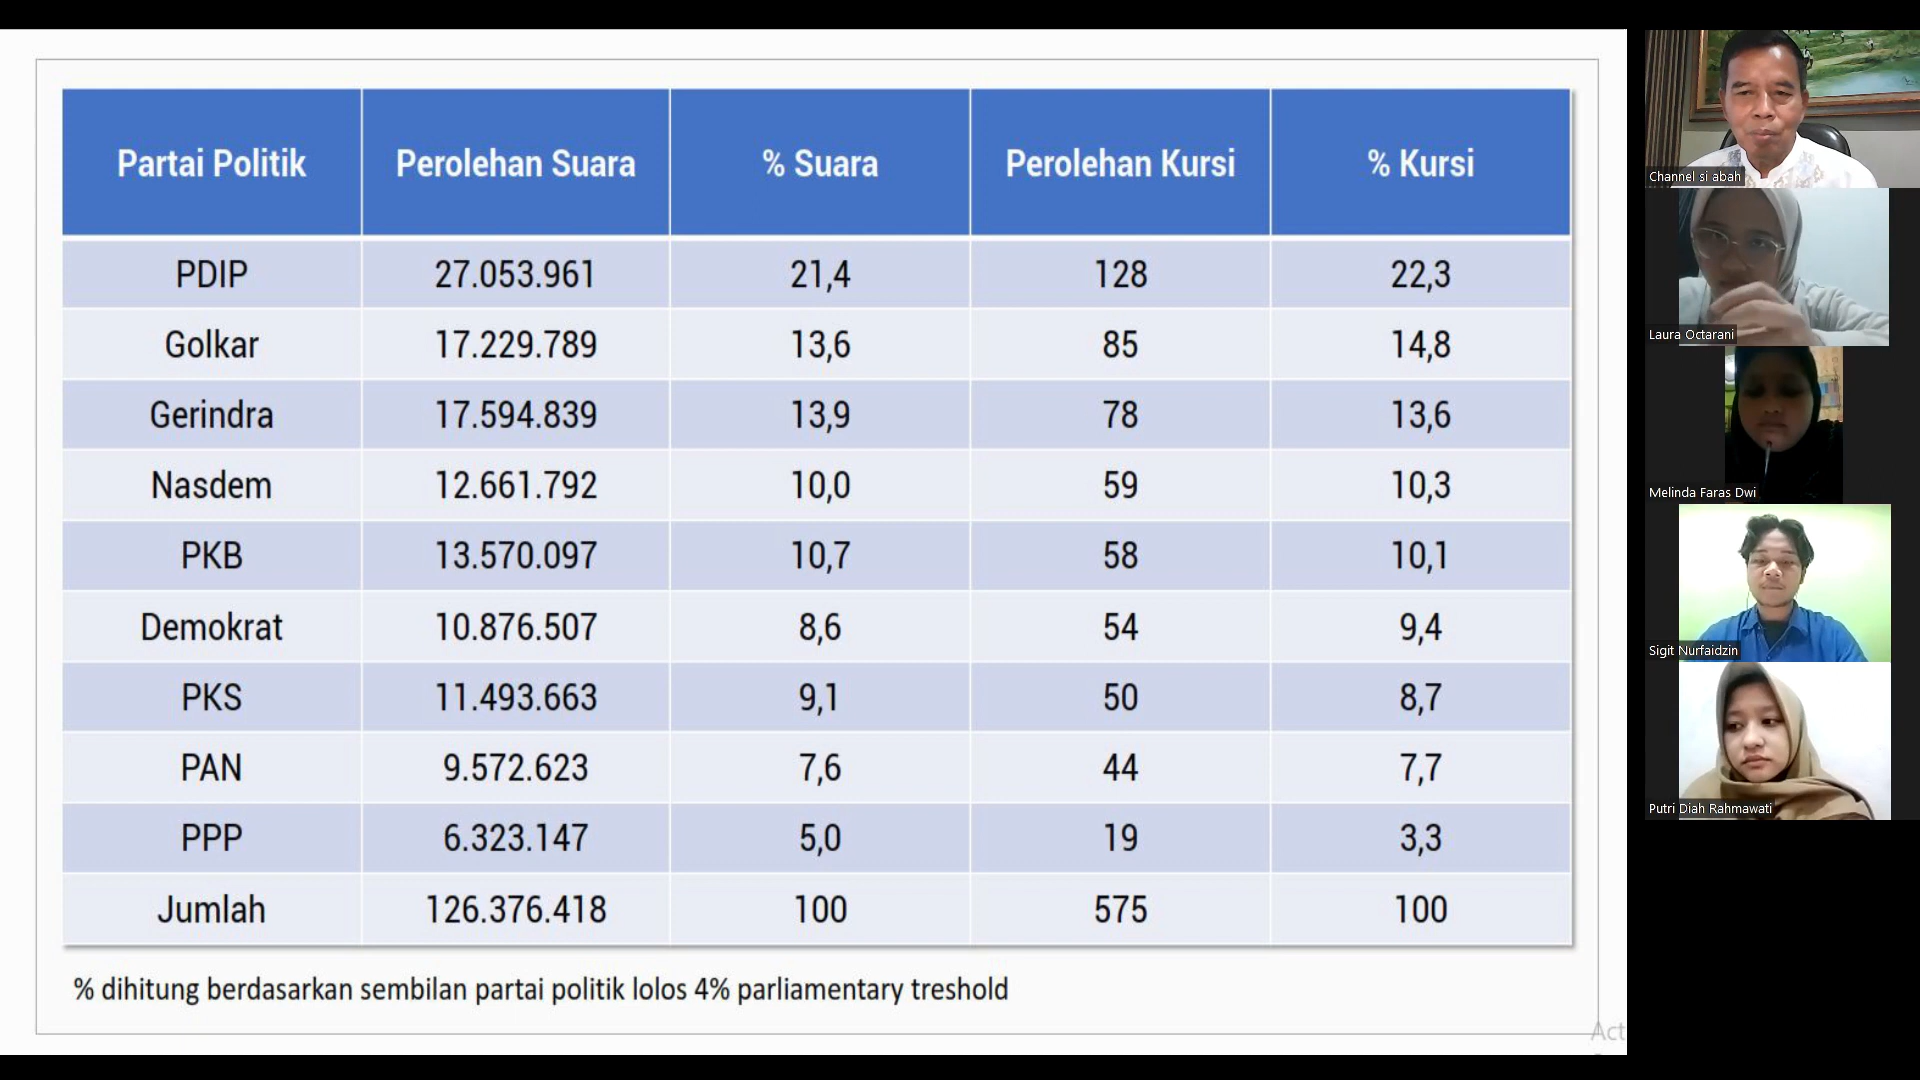 Partai Politik Perolehan Suara % Suara Perolehan Kursi % Kursi
PDIP 27.053.961 21,4 128 22,3
Golkar 17.229.789 13,6 85 14,8
Gerindra 17.594.839 13,9 78 13,6
Nasdem 12.661.792 10,0 59 10,3
PKB 13.570.097 10,7 58 10,1
Demokrat 10.876.507 8,6 54 9,4
PKS 11.493.663 9,1 50 8,7
PAN 9.572.623 7,6 44 7,7
PPP 6.323.147 5,0 19 3,3
Jumlah 126.376.418 100 575 100
% dihitung berdasarkan sembilan partai politik lolos 4% parliamentary treshold
Act
Channel si abah
Laura Octarani
Melinda Faras Dwi
Sigit Nurfaidzin
Putri Diah Rahmawati